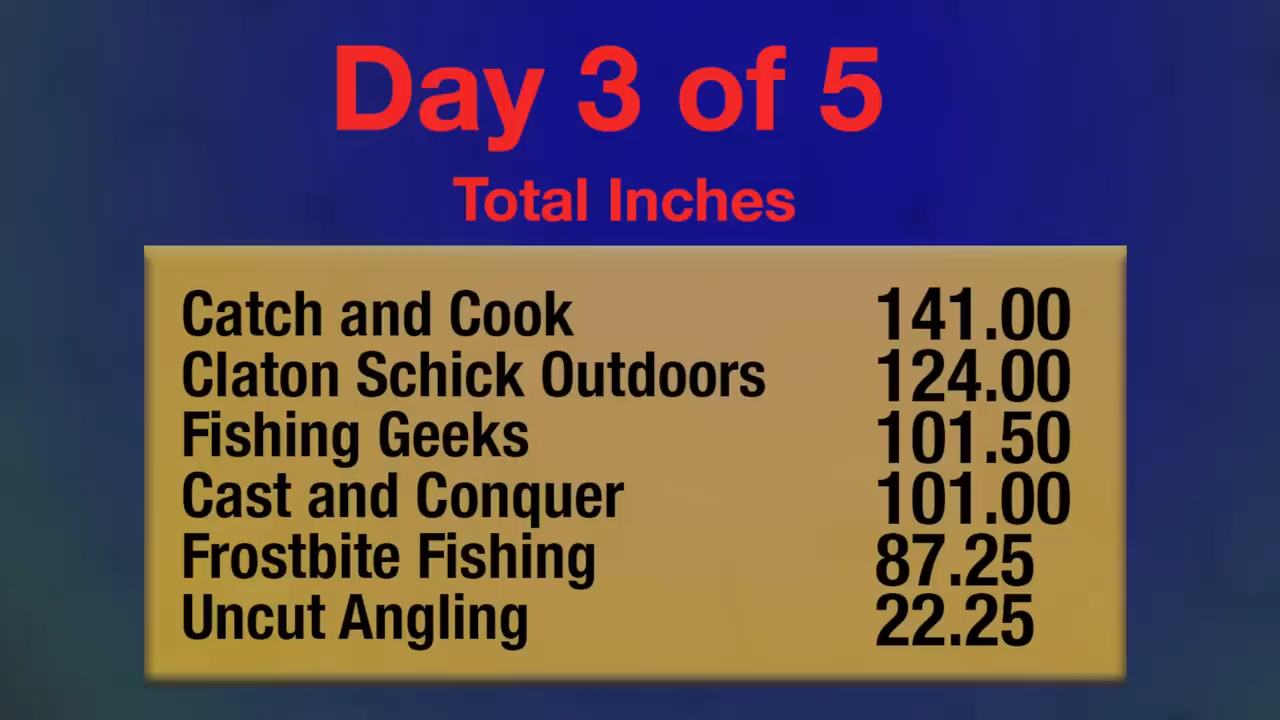 Day 3 of 5
Total Inches
Catch and Cook 141.00
Claton Schick Outdoors 124.00
Fishing Geeks 101.50
Cast and Conquer 101.00
Frostbite Fishing 87.25
Uncut Angling 22.25